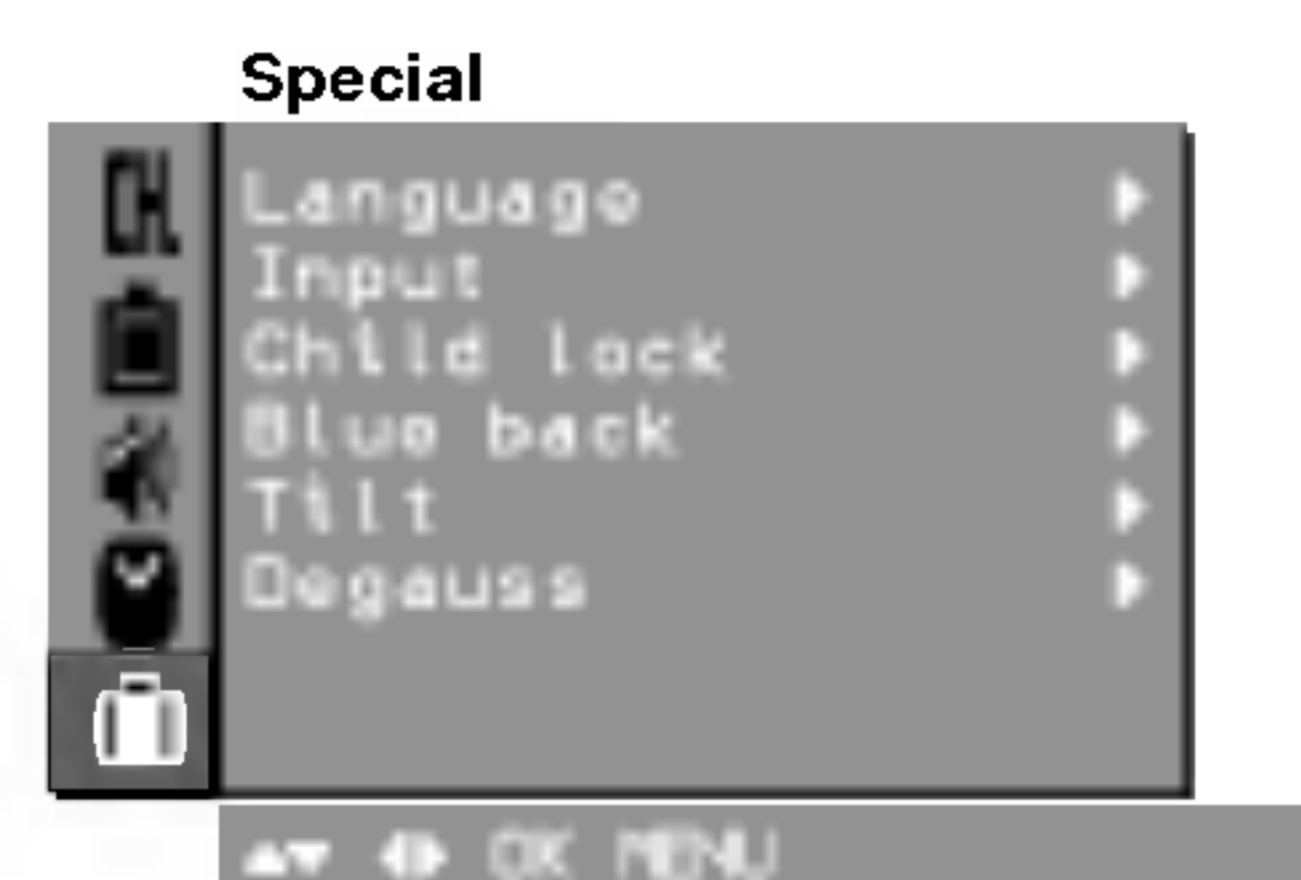 Special
Language
Input
Child lock
Blue back
Tilt
Degauss
▲▼ ◀▶ OK MENU